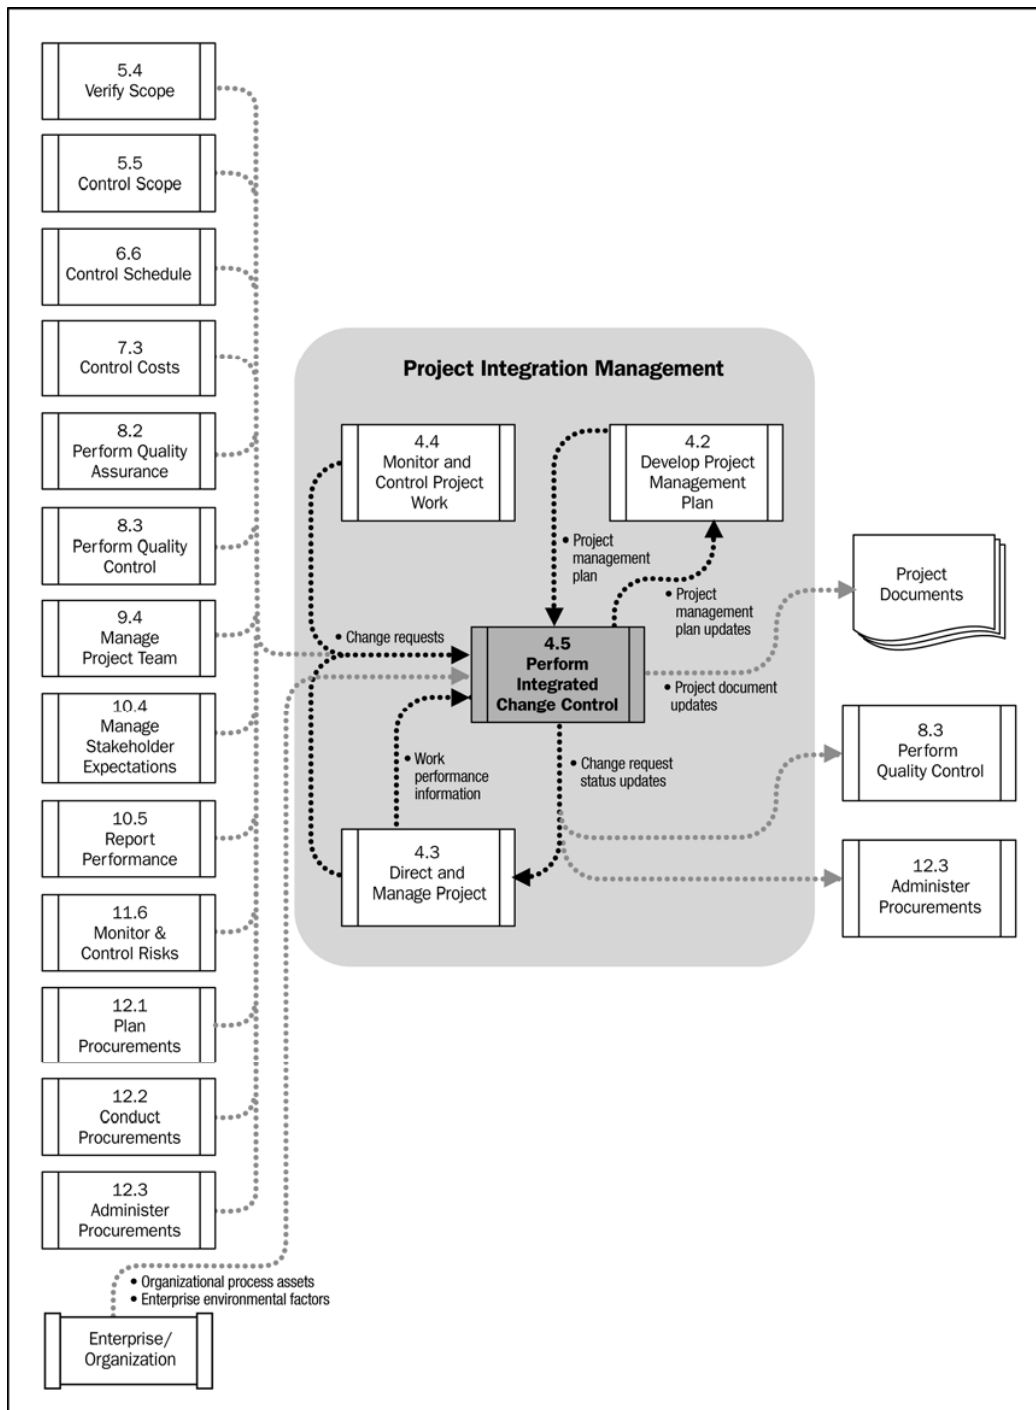 5.4
Verify Scope
5.5
Control Scope
6.6
Control Schedule
7.3
Control Costs
8.2
Perform Quality
Assurance
8.3
Perform Quality
Control
9.4
Manage
Project Team
10.4
Manage
Stakeholder
Expectations
10.5
Report
Performance
11.6
Monitor &
Control Risks
12.1
Plan
Procurements
12.2
Conduct
Procurements
12.3
Administer
Procurements
Enterprise/
Organization
• Organizational process assets
• Enterprise environmental factors
Project Integration Management
4.4
Monitor and
Control Project
Work
4.2
Develop Project
Management
Plan
• Project
management
plan
• Project
management
plan updates
• Change requests
4.5
Perform
Integrated
Change Control
• Project document
updates
• Work
performance
information
• Change request
status updates
4.3
Direct and
Manage Project
Project
Documents
8.3
Perform
Quality Control
12.3
Administer
Procurements